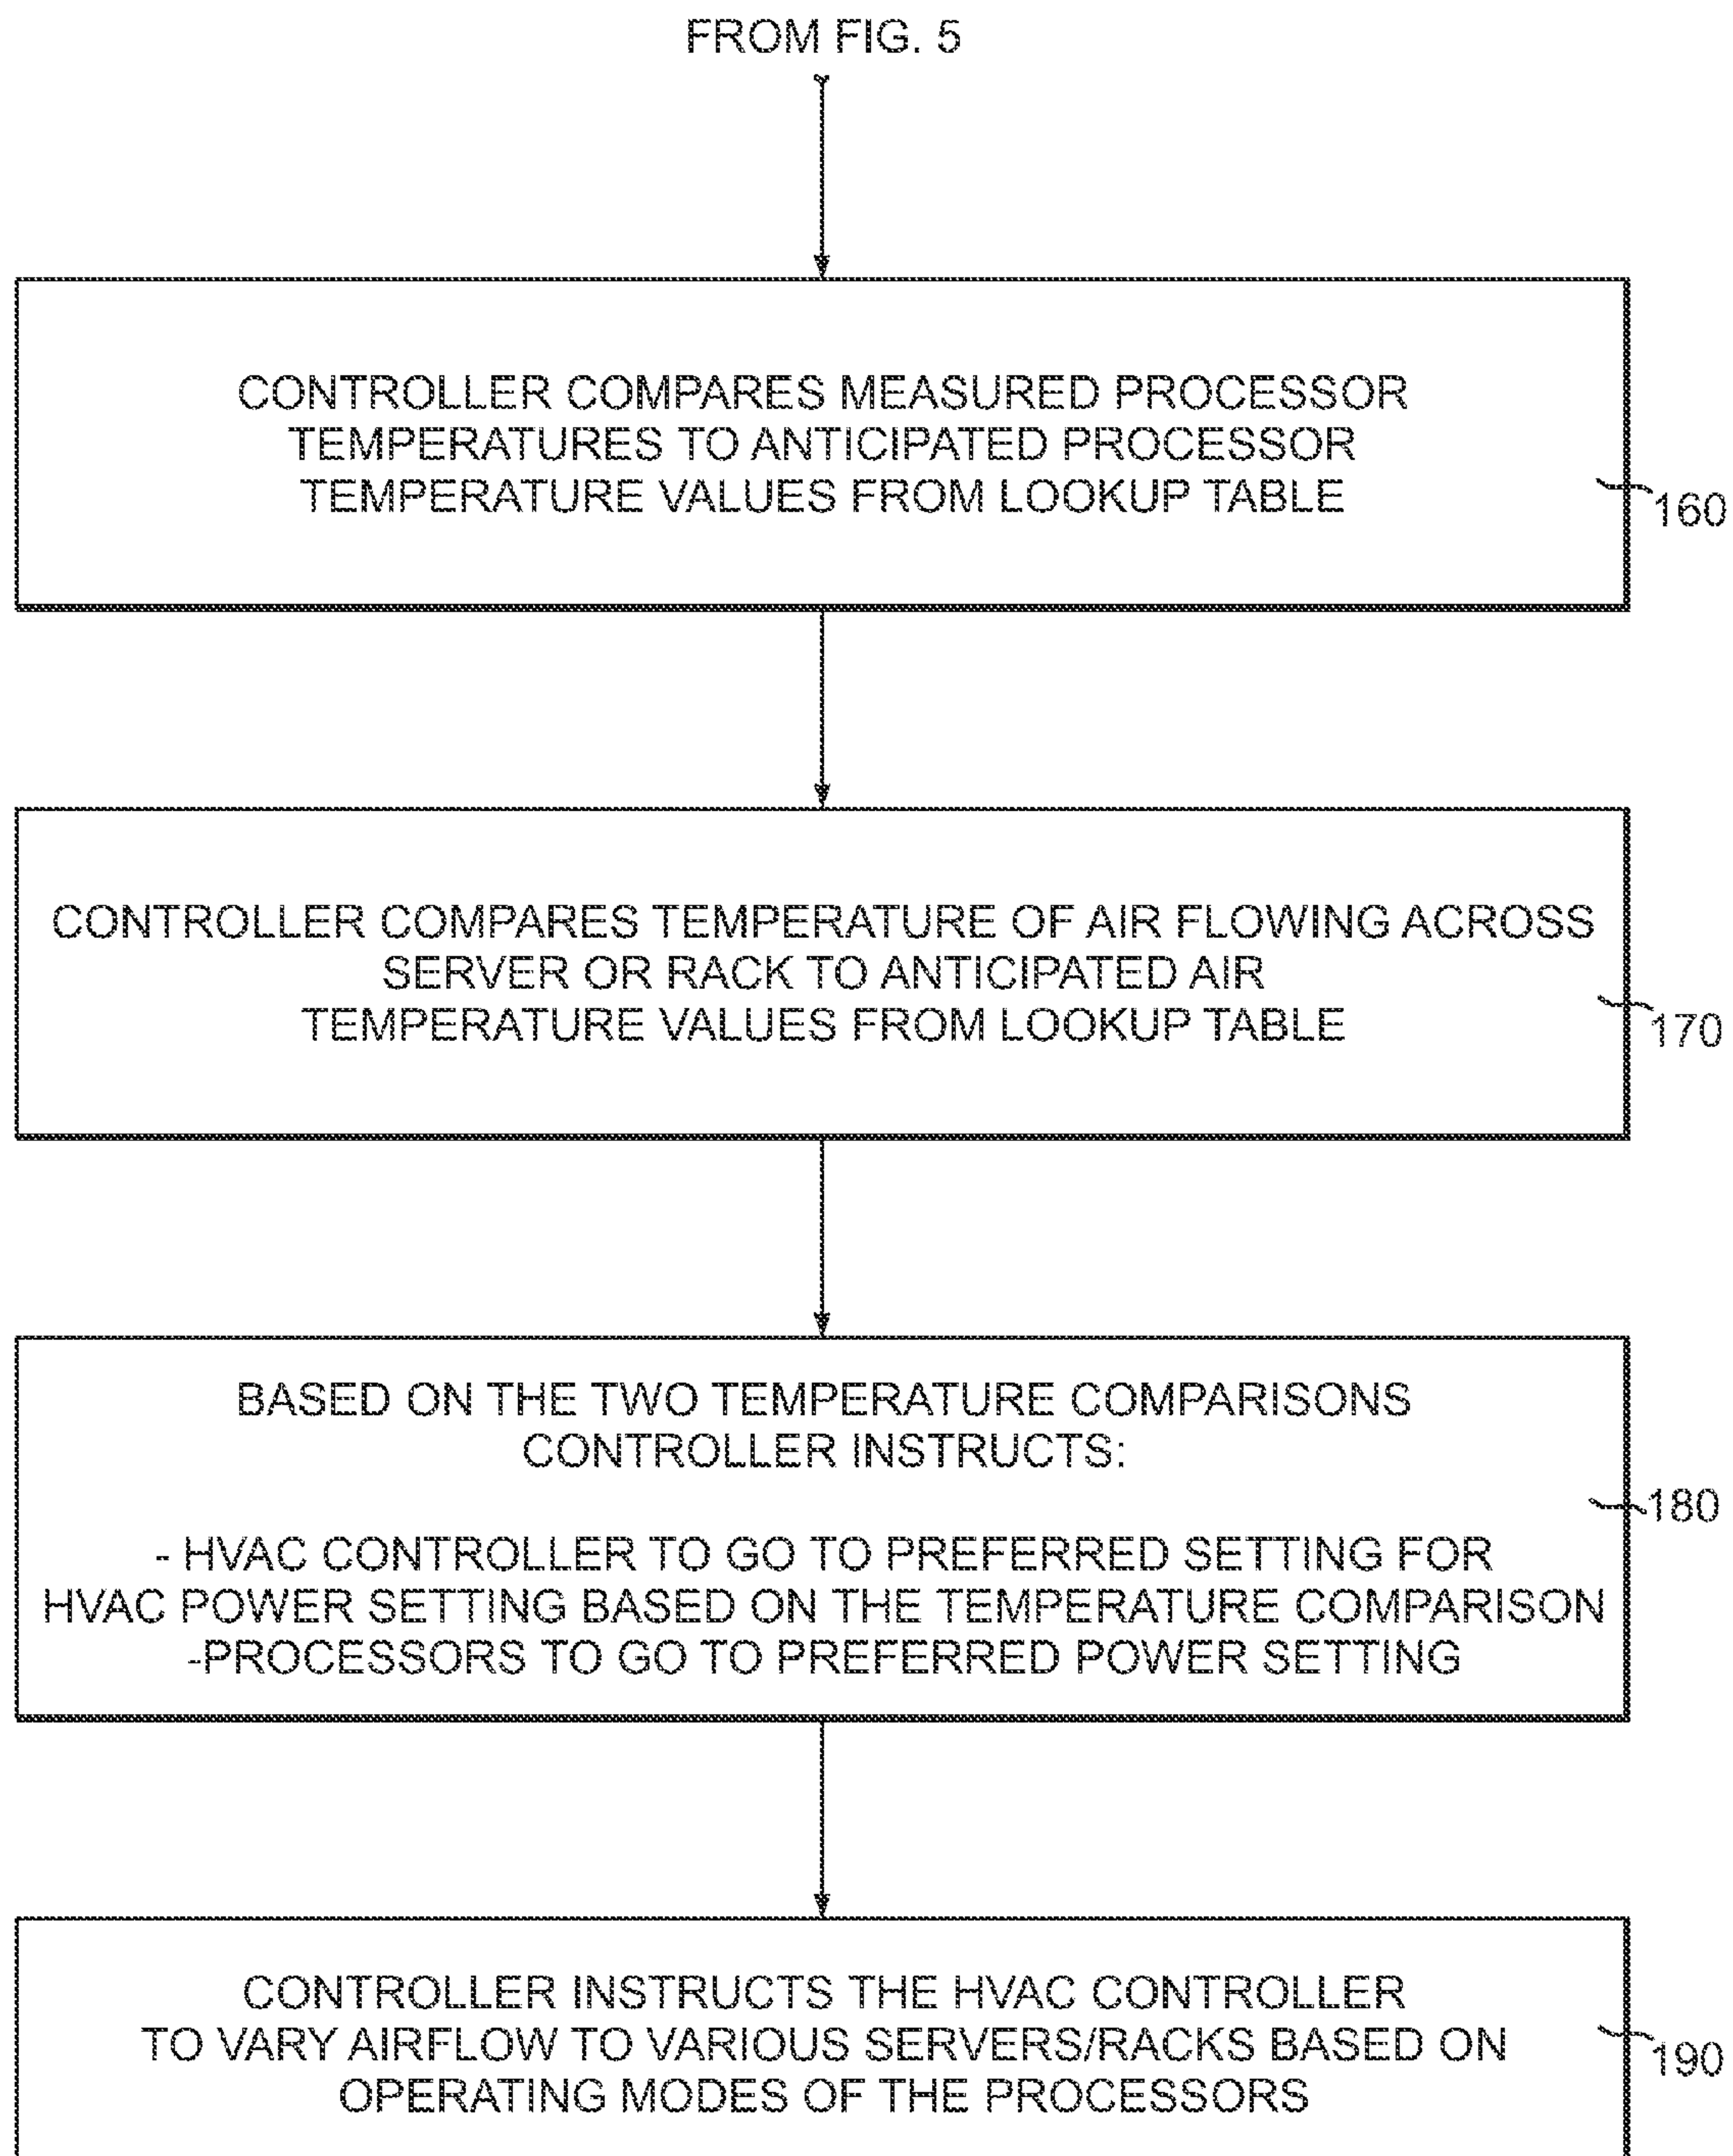 FROM FIG. 5
CONTROLLER COMPARES MEASURED PROCESSOR
TEMPERATURES TO ANTICIPATED PROCESSOR
TEMPERATURE VALUES FROM LOOKUP TABLE
160
CONTROLLER COMPARES TEMPERATURE OF AIR FLOWING ACROSS
SERVER OR RACK TO ANTICIPATED AIR
TEMPERATURE VALUES FROM LOOKUP TABLE
170
BASED ON THE TWO TEMPERATURE COMPARISONS
CONTROLLER INSTRUCTS:
- HVAC CONTROLLER TO GO TO PREFERRED SETTING FOR
HVAC POWER SETTING BASED ON THE TEMPERATURE COMPARISON
-PROCESSORS TO GO TO PREFERRED POWER SETTING
180
CONTROLLER INSTRUCTS THE HVAC CONTROLLER
TO VARY AIRFLOW TO VARIOUS SERVERS/RACKS BASED ON
OPERATING MODES OF THE PROCESSORS
190